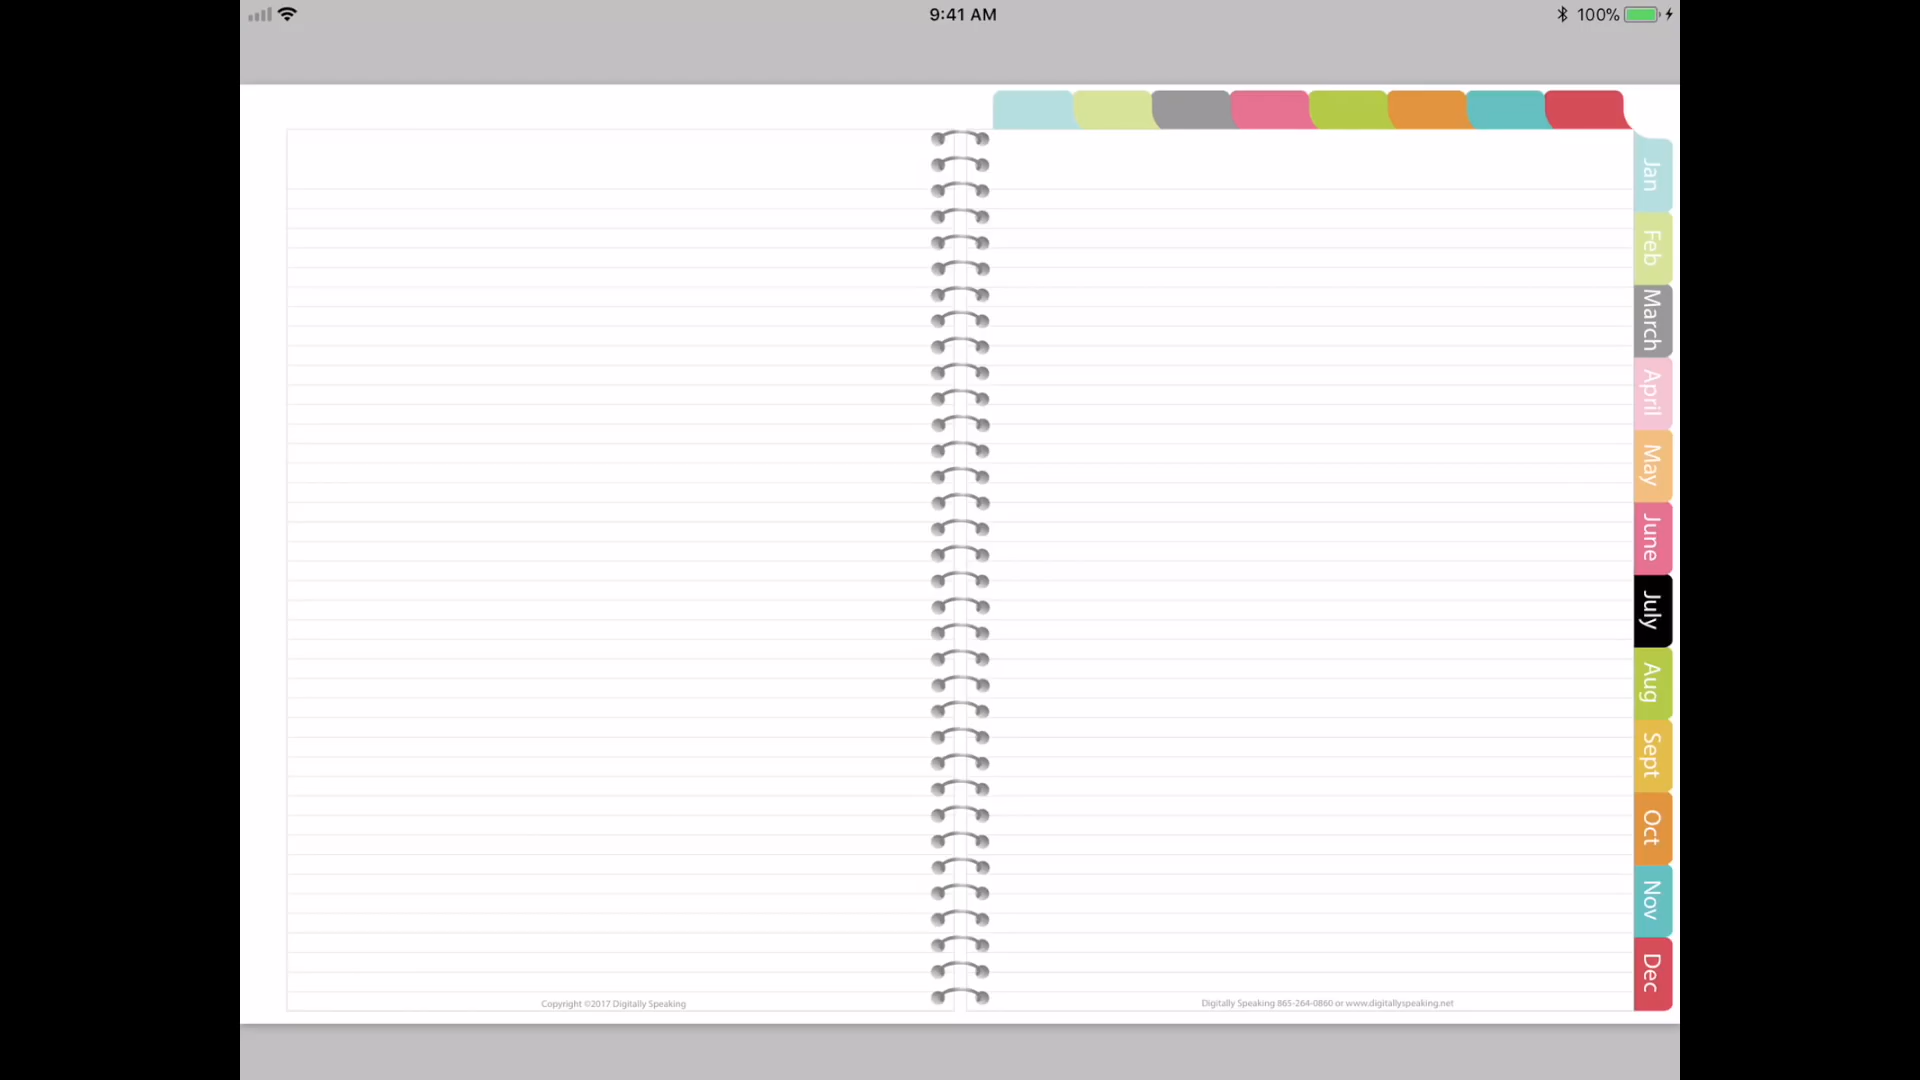 9:41 AM
100%
Jan
Feb
March
April
May
June
July
Aug
Sept
Oct
Nov
Dec
Copyright ©2017 Digitally Speaking
Digitally Speaking 865-264-0860 or www.digitallyspeaking.net